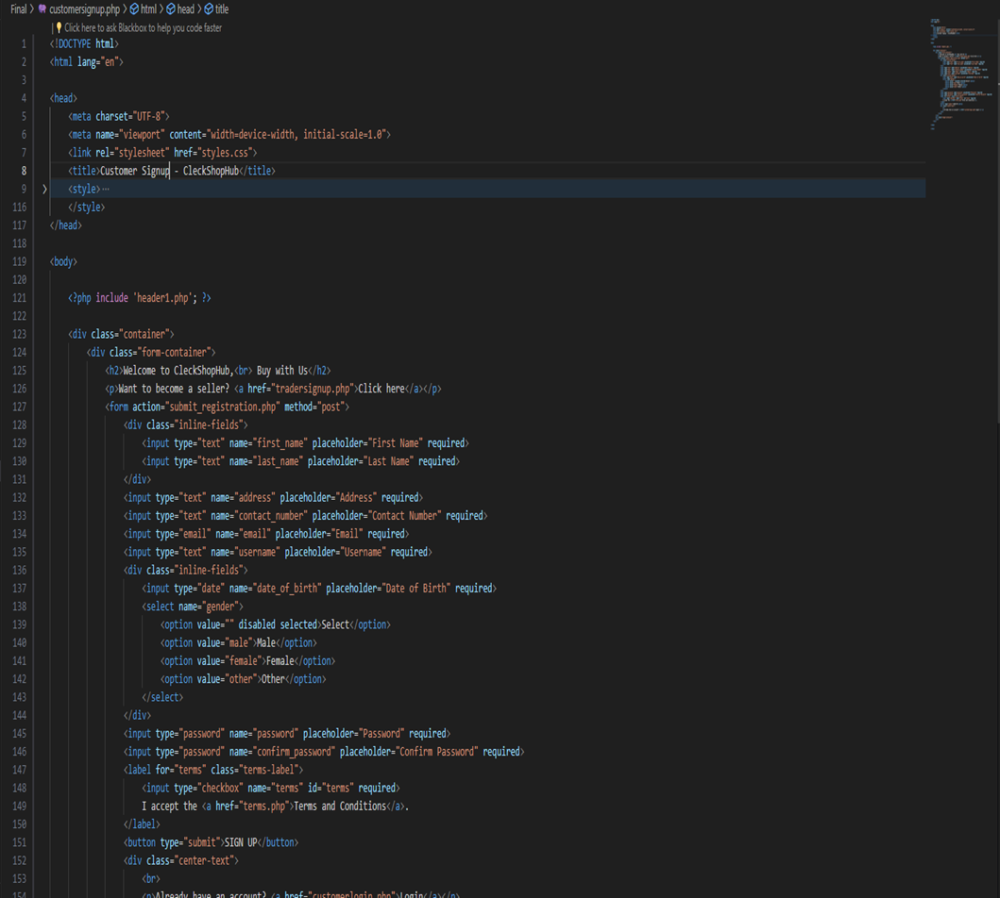 Final > customersignup.php > html > head > title
Click here to ask Blackbox to help you code faster
1 <!DOCTYPE html>
2 <html lang="en">
3
4 <head>
5 <meta charset="UTF-8">
6 <meta name="viewport" content="width=device-width, initial-scale=1.0">
7 <link rel="stylesheet" href="styles.css">
8 <title>Customer Signup - CleckShopHub</title>
9 > <style>···
116 </style>
117 </head>
118
119 <body>
120
121 <?php include 'header1.php'; ?>
122
123 <div class="container">
124 <div class="form-container">
125 <h2>Welcome to CleckShopHub,<br> Buy with Us</h2>
126 <p>Want to become a seller? <a href="tradersignup.php">Click here</a></p>
127 <form action="submit_registration.php" method="post">
128 <div class="inline-fields">
129 <input type="text" name="first_name" placeholder="First Name" required>
130 <input type="text" name="last_name" placeholder="Last Name" required>
131 </div>
132 <input type="text" name="address" placeholder="Address" required>
133 <input type="text" name="contact_number" placeholder="Contact Number" required>
134 <input type="email" name="email" placeholder="Email" required>
135 <input type="text" name="username" placeholder="Username" required>
136 <div class="inline-fields">
137 <input type="date" name="date_of_birth" placeholder="Date of Birth" required>
138 <select name="gender">
139 <option value="" disabled selected>Select</option>
140 <option value="male">Male</option>
141 <option value="female">Female</option>
142 <option value="other">Other</option>
143 </select>
144 </div>
145 <input type="password" name="password" placeholder="Password" required>
146 <input type="password" name="confirm_password" placeholder="Confirm Password" required>
147 <label for="terms" class="terms-label">
148 <input type="checkbox" name="terms" id="terms" required>
149 I accept the <a href="terms.php">Terms and Conditions</a>.
150 </label>
151 <button type="submit">SIGN UP</button>
152 <div class="center-text">
153 <br>
154 <p>Already have an account? <a href="customerlogin.php">Login</a></p>